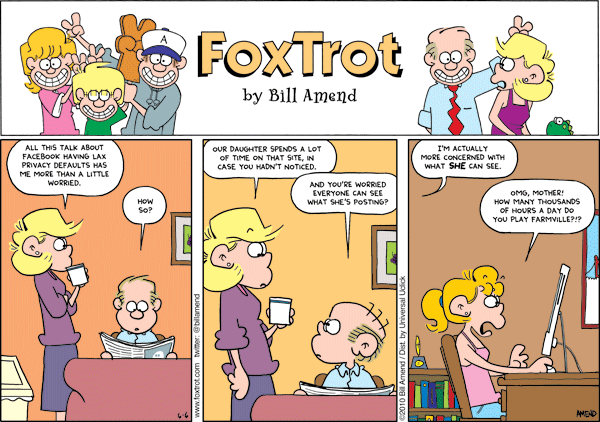 A
FOXTROT
by Bill Amend
ALL THIS TALK ABOUT
FACEBOOK HAVING LAX
PRIVACY DEFAULTS HAS
ME MORE THAN A LITTLE
WORRIED.
HOW
SO?
6-6
www.foxtrot.com twitter: @billamend
OUR DAUGHTER SPENDS A LOT
OF TIME ON THAT SITE, IN
CASE YOU HADN'T NOTICED.
AND YOU'RE WORRIED
EVERYONE CAN SEE
WHAT SHE'S POSTING?
©2010 Bill Amend / Dist. by Universal Uclick
I'M ACTUALLY
MORE CONCERNED WITH
WHAT SHE CAN SEE.
OMG, MOTHER!
HOW MANY THOUSANDS
OF HOURS A DAY DO
YOU PLAY FARMVILLE?!?
AMEND